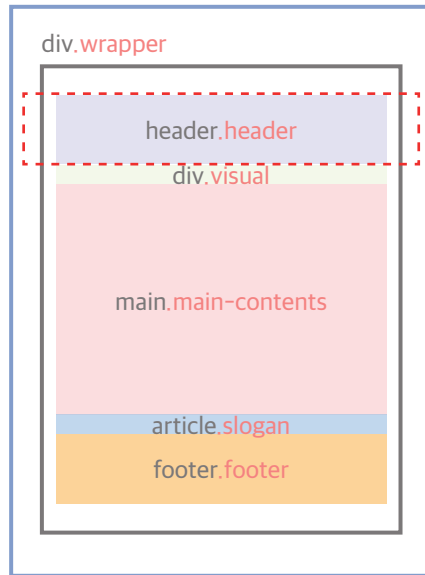 div.wrapper
header.header
div.visual
main.main-contents
article.slogan
footer.footer